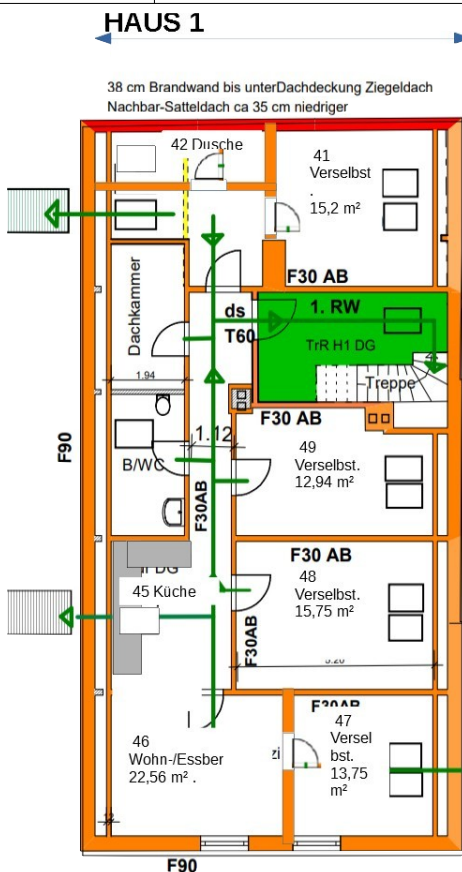 HAUS 1
38 cm Brandwand bis unterDachdeckung Ziegeldach
Nachbar-Satteldach ca 35 cm niedriger
42 Dusche
41
Verselbst
.
15,2 m²
F30 AB
ds
1. RW
T60
TrR H1 DG
Treppe
Dachkammer
1.94
F30 AB
1.12
49
Verselbst.
12,94 m²
B/WC
F90
F30AB
F30 AB
48
Verselbst.
15,75 m²
45 Küche
F30AB
F30AB
47
Versel
bst.
13,75
m²
46
Wohn-/Essber
22,56 m² .
zi
F90